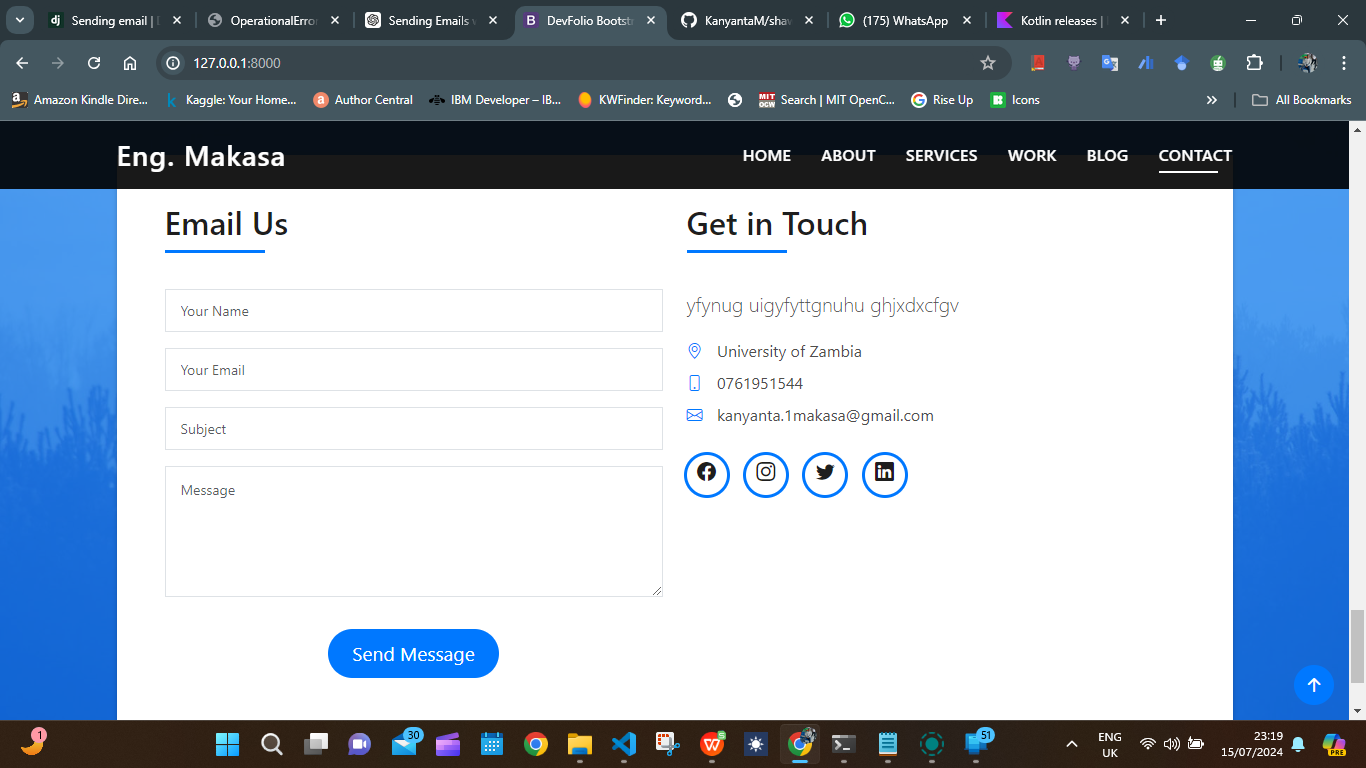 Sending email | D
OperationalError
Sending Emails w
DevFolio Bootstr
KanyantaM/shaw
(175) WhatsApp
Kotlin releases |
127.0.0.1:8000
Amazon Kindle Dire...
Kaggle: Your Home...
Author Central
IBM Developer – IB...
KWFinder: Keyword...
MIT OCW
Search | MIT OpenC...
Rise Up
Icons
»
All Bookmarks
Eng. Makasa
HOME
ABOUT
SERVICES
WORK
BLOG
CONTACT
Email Us
Your Name
Your Email
Subject
Message
Send Message
Get in Touch
yfynug uigyfyttgnuhu ghjxdxcfgv
University of Zambia
0761951544
kanyanta.1makasa@gmail.com
1
30
51
ENG
UK
23:19
15/07/2024
PRE